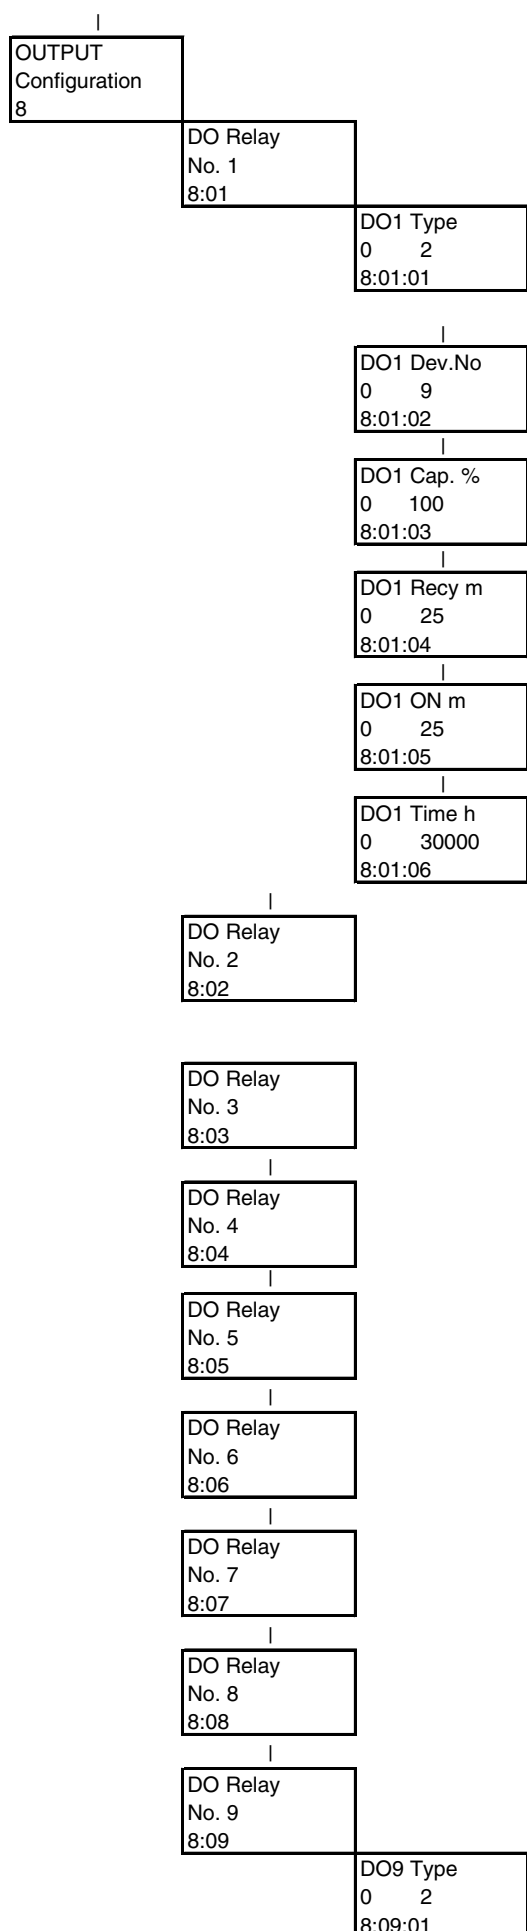 OUTPUT
Configuration
8
DO Relay
No. 1
8:01
DO1 Type
0 2
8:01:01
DO1 Dev.No
0 9
8:01:02
DO1 Cap. %
0 100
8:01:03
DO1 Recy m
0 25
8:01:04
DO1 ON m
0 25
8:01:05
DO1 Time h
0 30000
8:01:06
DO Relay
No. 2
8:02
DO Relay
No. 3
8:03
DO Relay
No. 4
8:04
DO Relay
No. 5
8:05
DO Relay
No. 6
8:06
DO Relay
No. 7
8:07
DO Relay
No. 8
8:08
DO Relay
No. 9
8:09
DO9 Type
0 2
8:09:01